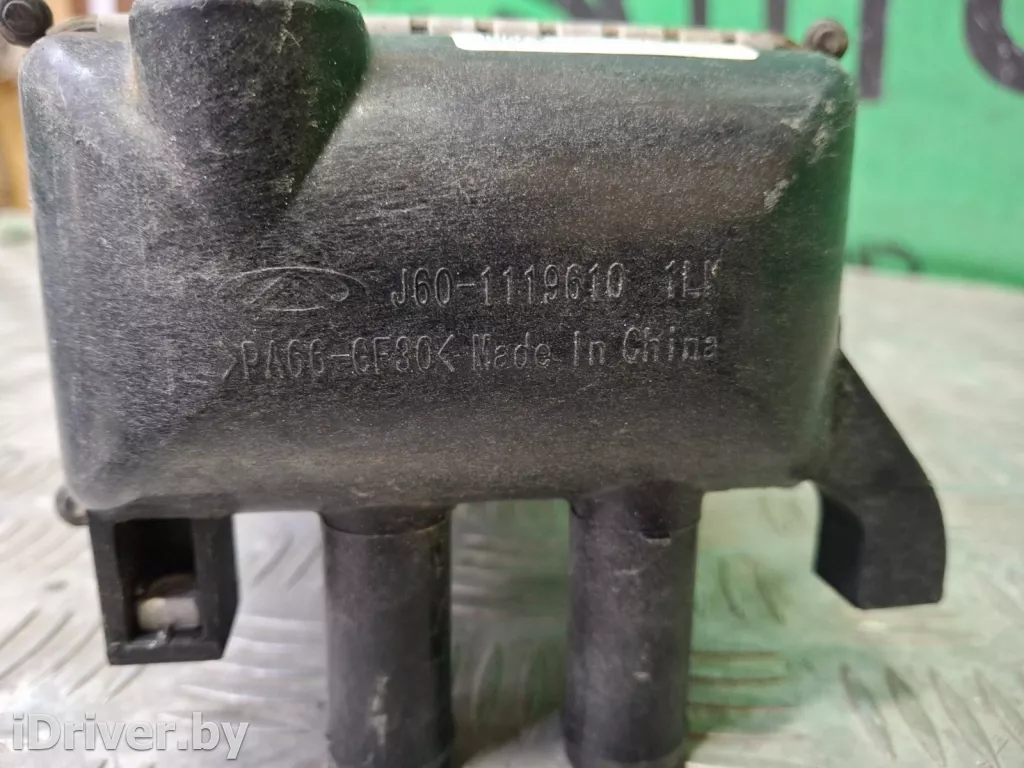 J60-1119610
>PA66-GF30< Made In China
iDriver.by